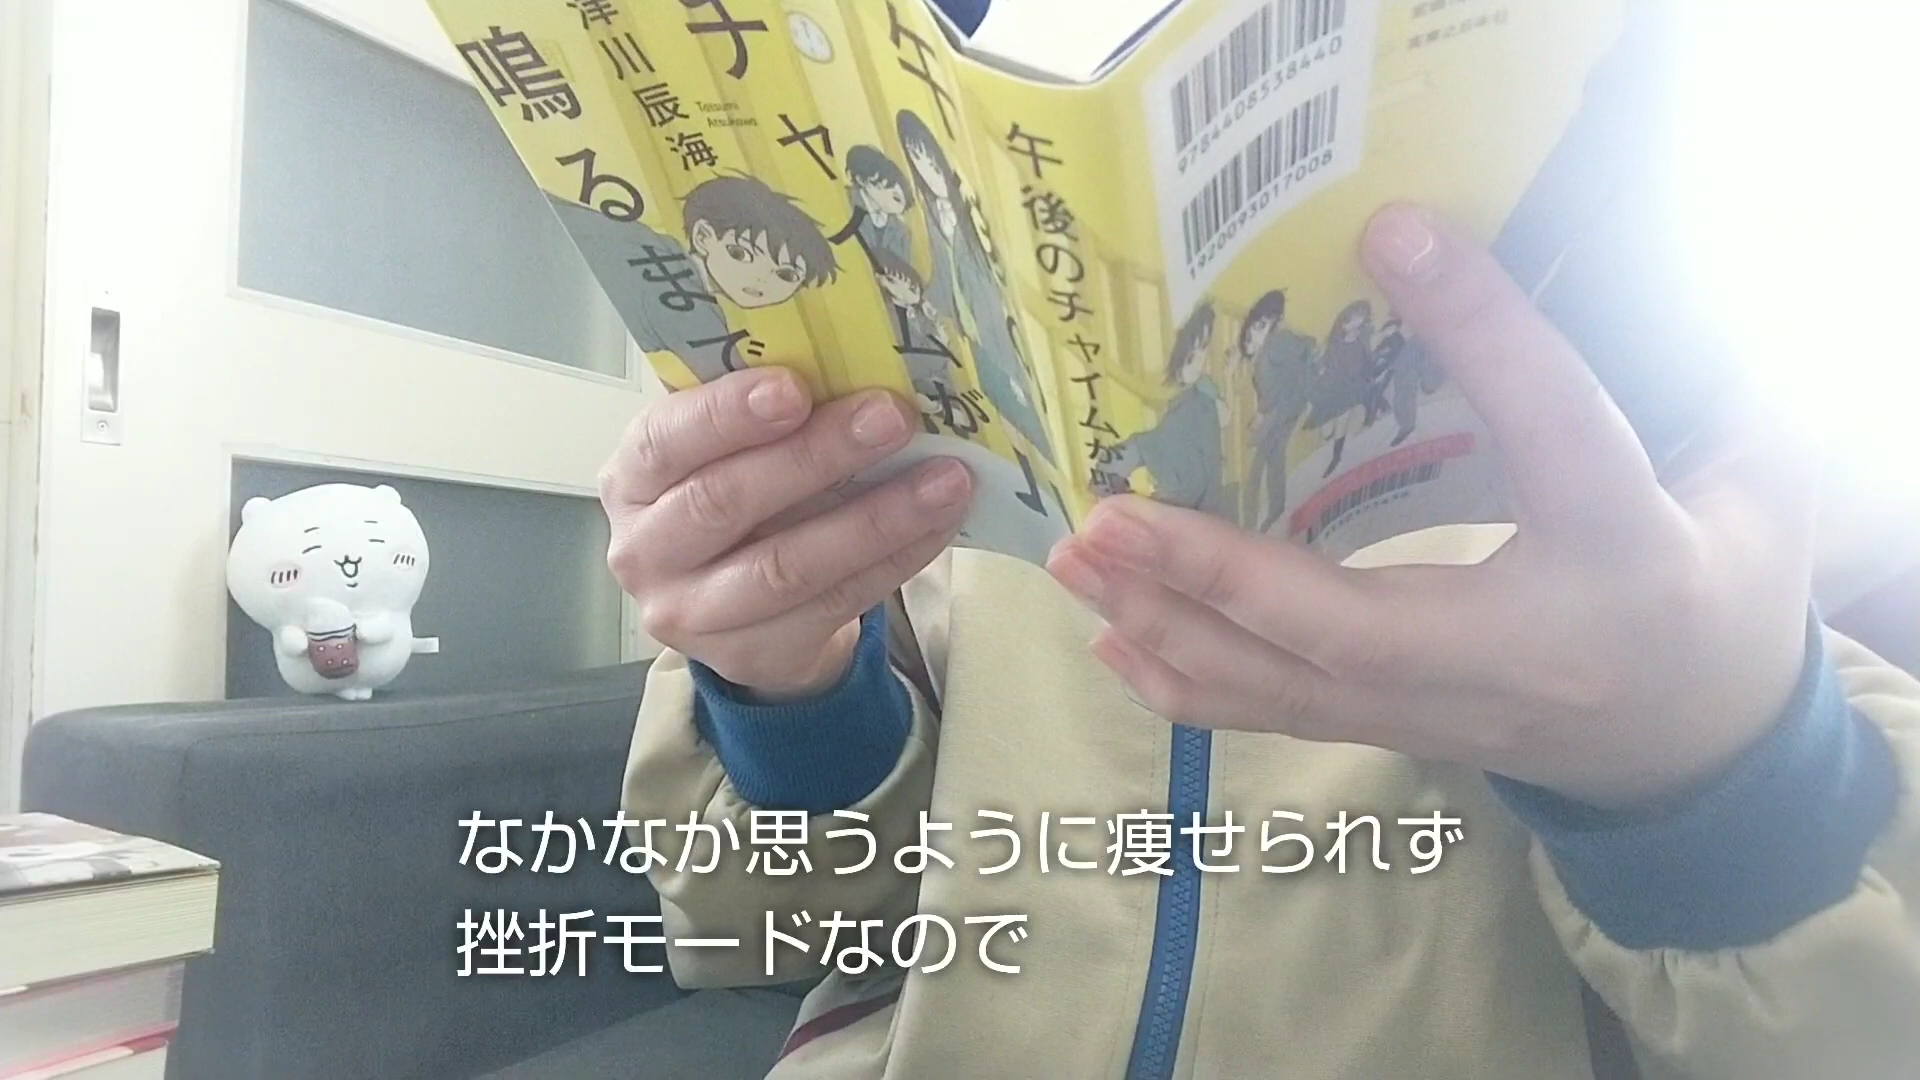 午後のチャイムが
鳴るまで
阿津川辰海
Tatsumi
Atsukawa
午後のチャイムが鳴
9784408538440
1920093017008
なかなか思うように痩せられず
挫折モードなので